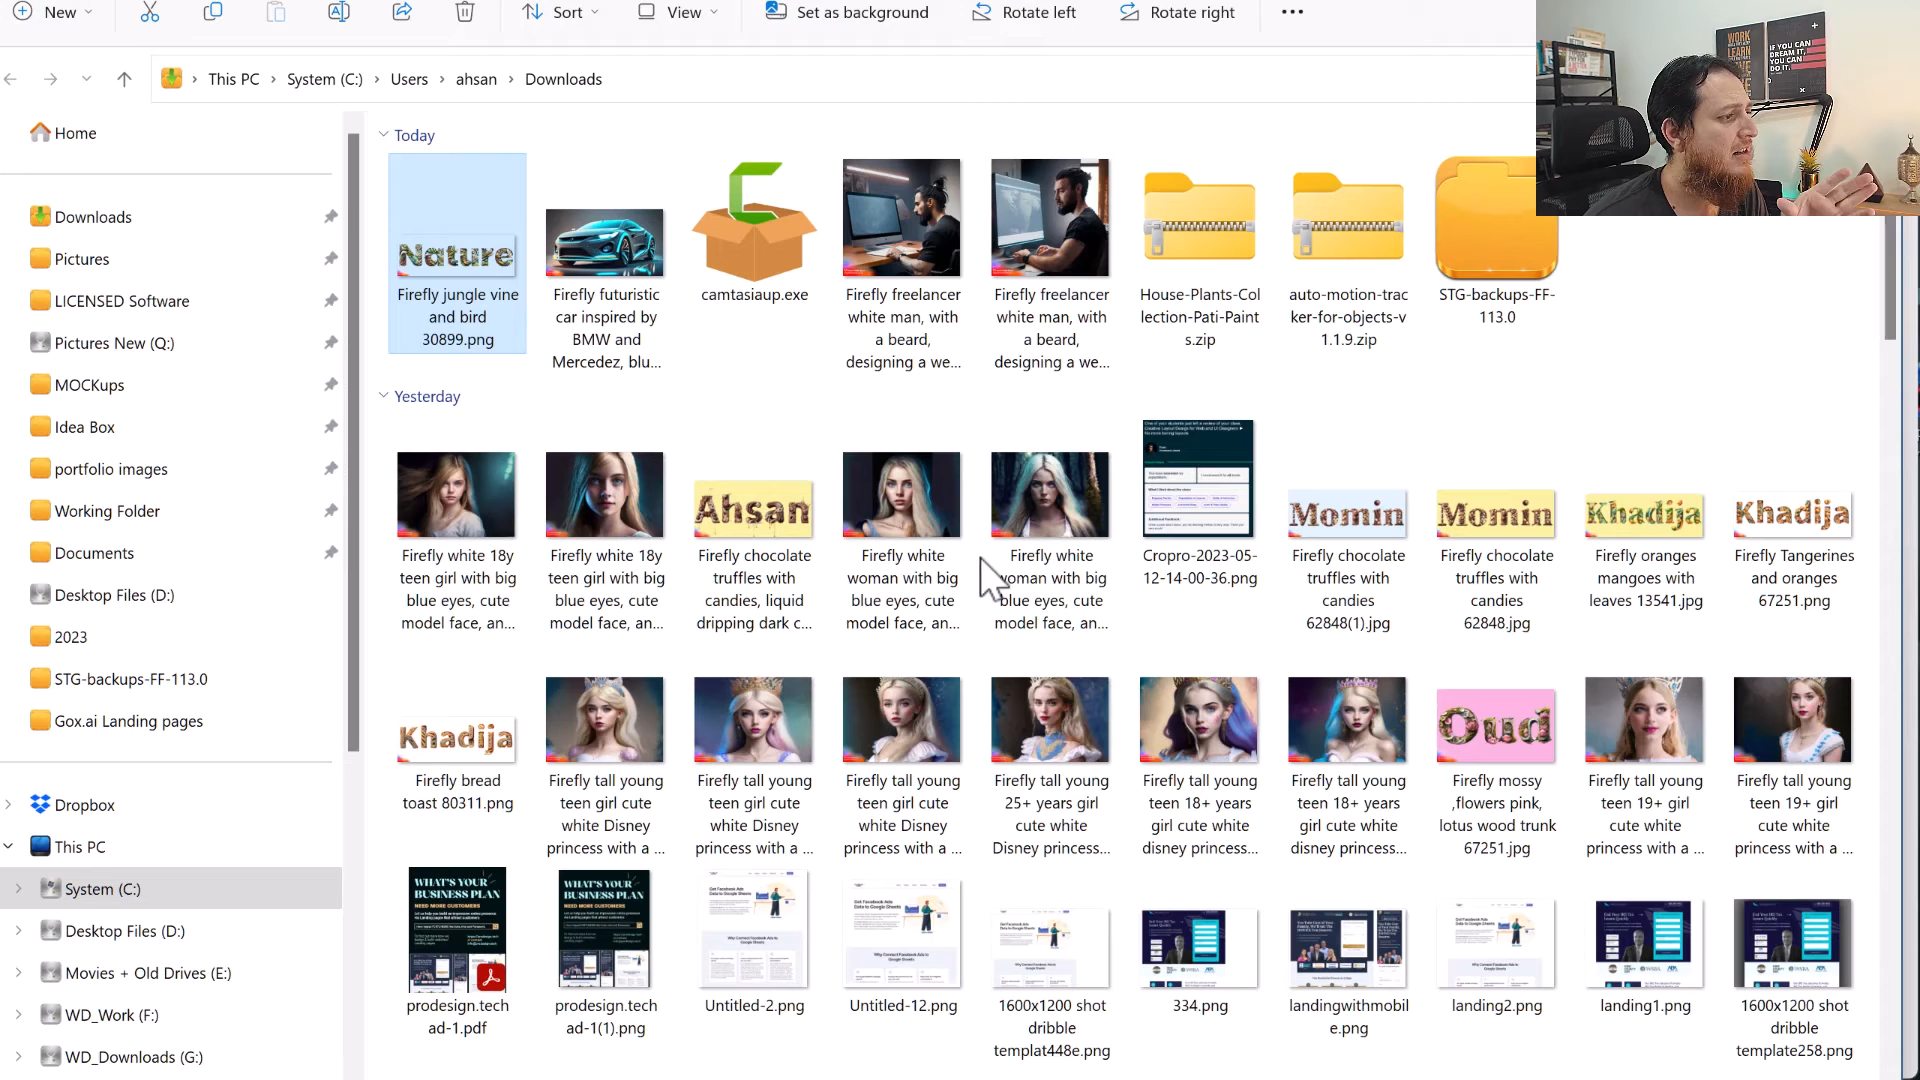 New
Sort
View
Set as background
Rotate left
Rotate right
This PC
System (C:)
Users
ahsan
Downloads
Home
Downloads
Pictures
LICENSED Software
Pictures New (Q:)
MOCKups
Idea Box
portfolio images
Working Folder
Documents
Desktop Files (D:)
2023
STG-backups-FF-113.0
Gox.ai Landing pages
Dropbox
This PC
System (C:)
Desktop Files (D:)
Movies + Old Drives (E:)
WD_Work (F:)
WD_Downloads (G:)
Today
Nature
Firefly jungle vine
and bird
30899.png
Firefly futuristic
car inspired by
BMW and
Mercedez, blu...
camtasiaup.exe
Firefly freelancer
white man, with
a beard,
designing a we...
Firefly freelancer
white man, with
a beard,
designing a we...
House-Plants-Col
lection-Pati-Paint
s.zip
auto-motion-trac
ker-for-objects-v
1.1.9.zip
STG-backups-FF-
113.0
WORK
LEARN
IF YOU CAN
DREAM IT,
YOU CAN
DO IT.
Yesterday
Firefly white 18y
teen girl with big
blue eyes, cute
model face, an...
Firefly white 18y
teen girl with big
blue eyes, cute
model face, an...
Ahsan
Firefly chocolate
truffles with
candies, liquid
dripping dark c...
Firefly white
woman with big
blue eyes, cute
model face, an...
Firefly white
woman with big
blue eyes, cute
model face, an...
Cropro-2023-05-
12-14-00-36.png
Momin
Firefly chocolate
truffles with
candies
62848(1).jpg
Momin
Firefly chocolate
truffles with
candies
62848.jpg
Khadija
Firefly oranges
mangoes with
leaves 13541.jpg
Khadija
Firefly Tangerines
and oranges
67251.png
Khadija
Firefly bread
toast 80311.png
Firefly tall young
teen girl cute
white Disney
princess with a ...
Firefly tall young
teen girl cute
white Disney
princess with a ...
Firefly tall young
teen girl cute
white Disney
princess with a ...
Firefly tall young
25+ years girl
cute white
Disney princess...
Firefly tall young
teen 18+ years
girl cute white
disney princess...
Firefly tall young
teen 18+ years
girl cute white
disney princess...
Oud
Firefly mossy
,flowers pink,
lotus wood trunk
67251.jpg
Firefly tall young
teen 19+ girl
cute white
princess with a ...
Firefly tall young
teen 19+ girl
cute white
princess with a ...
WHAT'S YOUR
BUSINESS PLAN
NEED MORE CUSTOMERS
prodesign.tech
ad-1.pdf
WHAT'S YOUR
BUSINESS PLAN
NEED MORE CUSTOMERS
prodesign.tech
ad-1(1).png
Get Facebook Ads
Data to Google Sheets
Untitled-2.png
Untitled-12.png
1600x1200 shot
dribble
templat448e.png
334.png
landingwithmobil
e.png
landing2.png
landing1.png
1600x1200 shot
dribble
template258.png